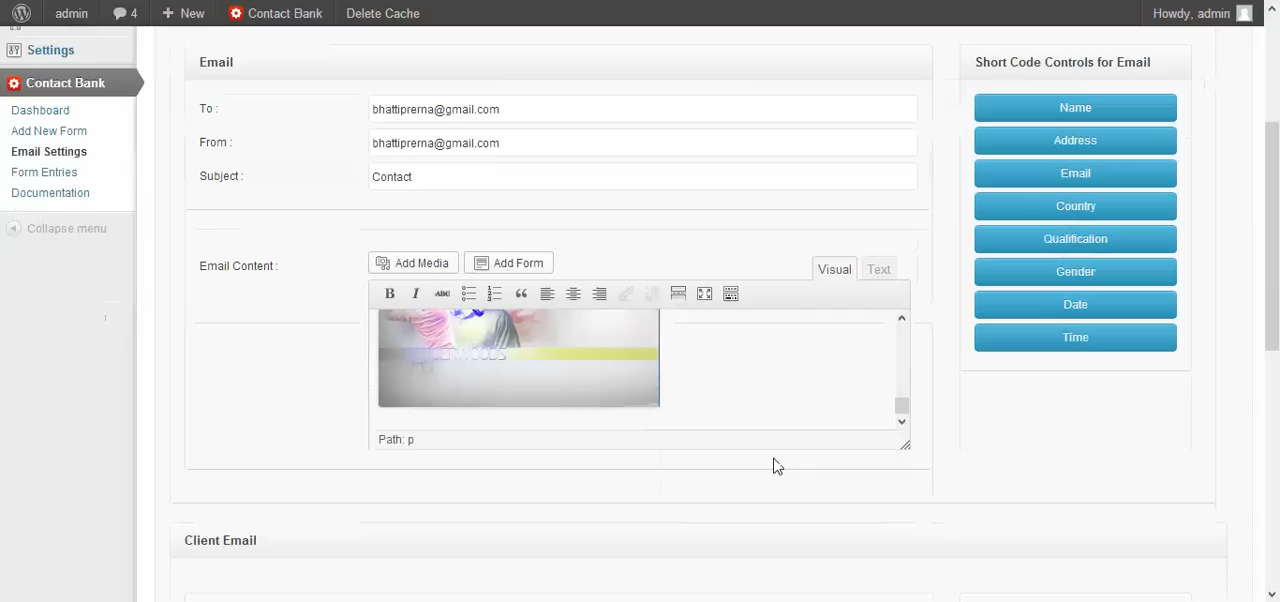 admin
4
New
Contact Bank
Delete Cache
Howdy, admin
Settings
Contact Bank
Dashboard
Add New Form
Email Settings
Form Entries
Documentation
Collapse menu
Email
To :
bhattiprerna@gmail.com
From :
bhattiprerna@gmail.com
Subject :
Contact
Email Content :
Add Media
Add Form
Visual
Text
B
I
ABC
Path: p
Short Code Controls for Email
Name
Address
Email
Country
Qualification
Gender
Date
Time
Client Email